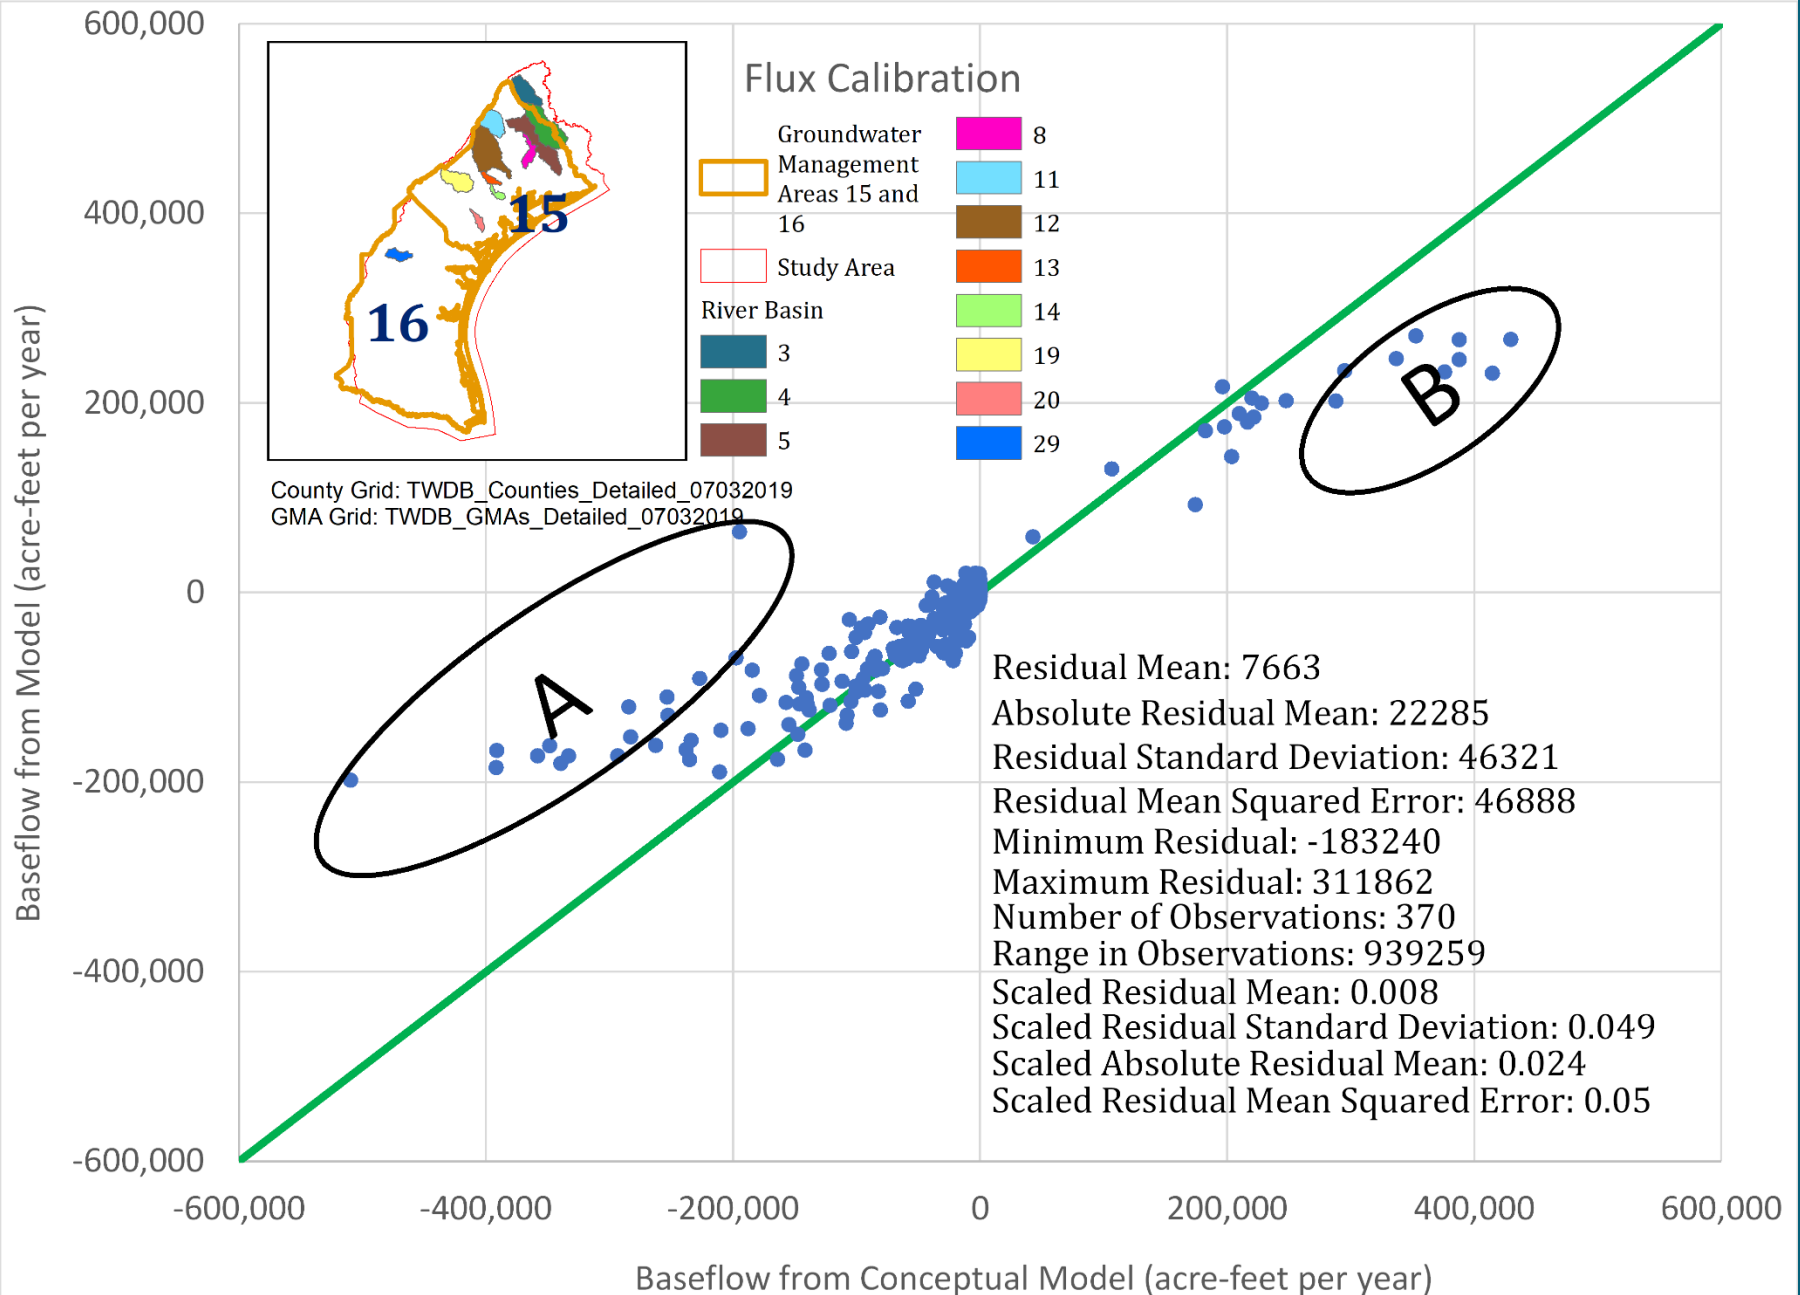 600,000
400,000
200,000
0
-200,000
-400,000
-600,000
Baseflow from Model (acre-feet per year)
15
16
County Grid: TWDB_Counties_Detailed_07032019
GMA Grid: TWDB_GMAs_Detailed_07032019
Flux Calibration
Groundwater
Management
Areas 15 and
16
Study Area
River Basin
3
4
5
8
11
12
13
14
19
20
29
A
B
Residual Mean: 7663
Absolute Residual Mean: 22285
Residual Standard Deviation: 46321
Residual Mean Squared Error: 46888
Minimum Residual: -183240
Maximum Residual: 311862
Number of Observations: 370
Range in Observations: 939259
Scaled Residual Mean: 0.008
Scaled Residual Standard Deviation: 0.049
Scaled Absolute Residual Mean: 0.024
Scaled Residual Mean Squared Error: 0.05
-600,000
-400,000
-200,000
0
200,000
400,000
600,000
Baseflow from Conceptual Model (acre-feet per year)